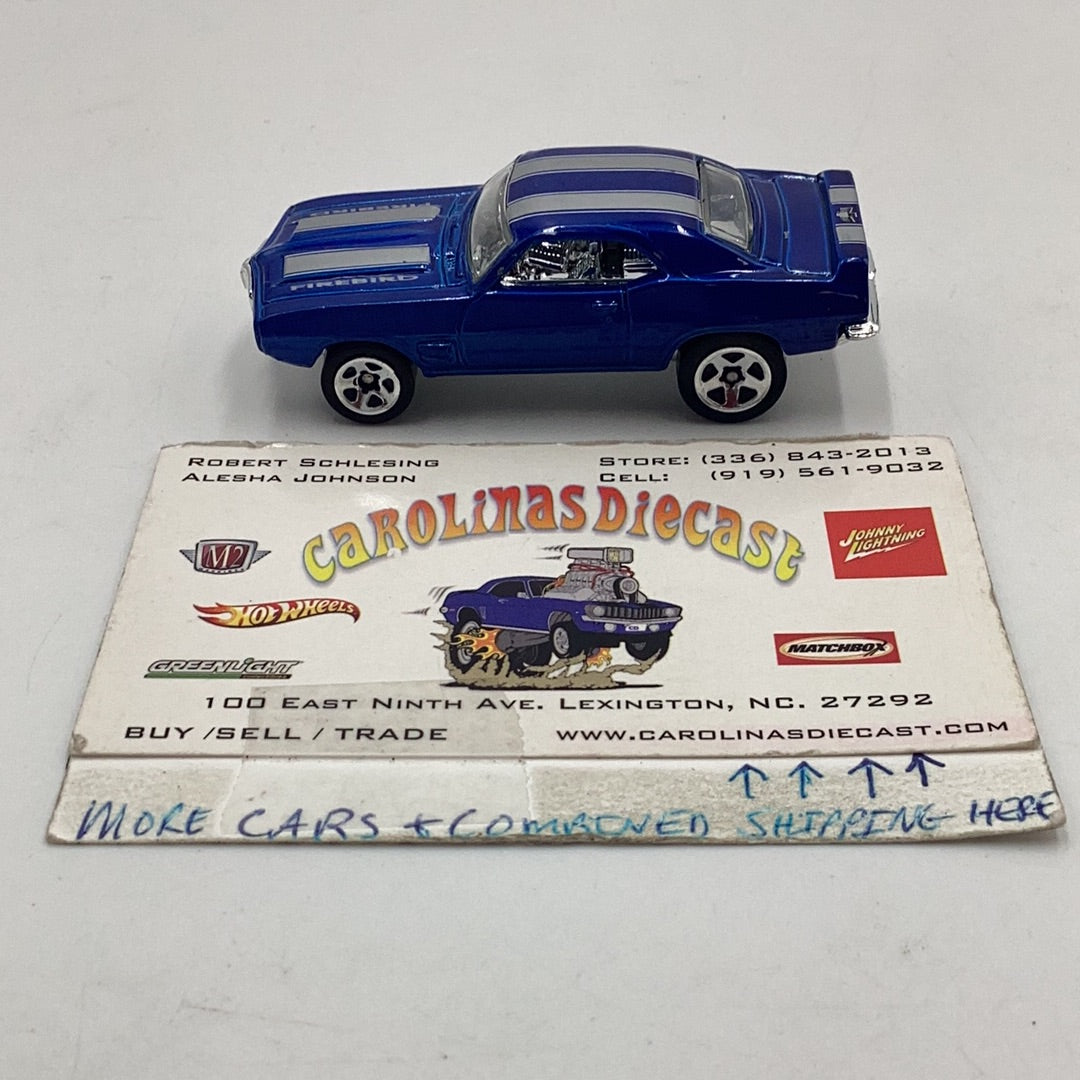 FIREBIRD
FIREBIRD
ROBERT SCHLESING
ALESHA JOHNSON
STORE: (336) 843-2013
CELL: (919) 561-9032
CAROLINAS DIECAST
M2
JOHNNY
LIGHTNING
HOT WHEELS
MATCHBOX
GREENLIGHT
100 EAST NINTH AVE. LEXINGTON, NC. 27292
BUY /SELL / TRADE
WWW.CAROLINASDIECAST.COM
MORE CARS + COMBINED SHIPPING HERE